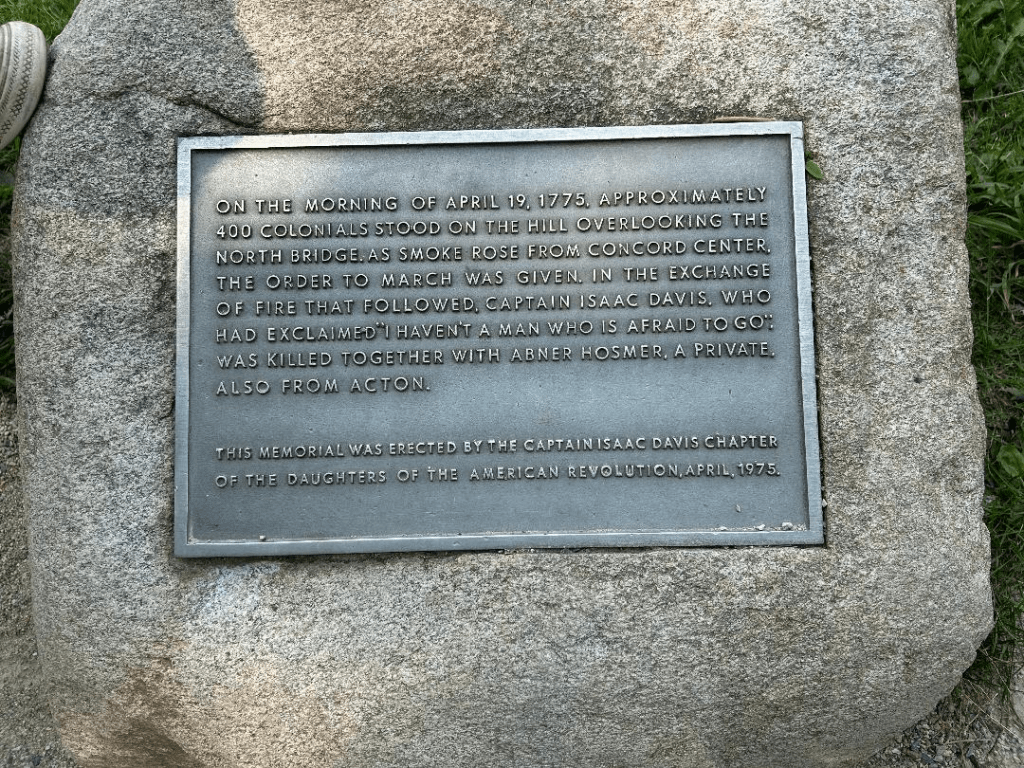 ON THE MORNING OF APRIL 19, 1775, APPROXIMATELY
400 COLONIALS STOOD ON THE HILL OVERLOOKING THE
NORTH BRIDGE. AS SMOKE ROSE FROM CONCORD CENTER,
THE ORDER TO MARCH WAS GIVEN. IN THE EXCHANGE
OF FIRE THAT FOLLOWED, CAPTAIN ISAAC DAVIS, WHO
HAD EXCLAIMED "I HAVEN'T A MAN WHO IS AFRAID TO GO",
WAS KILLED TOGETHER WITH ABNER HOSMER, A PRIVATE,
ALSO FROM ACTON.
THIS MEMORIAL WAS ERECTED BY THE CAPTAIN ISAAC DAVIS CHAPTER
OF THE DAUGHTERS OF THE AMERICAN REVOLUTION, APRIL, 1975.